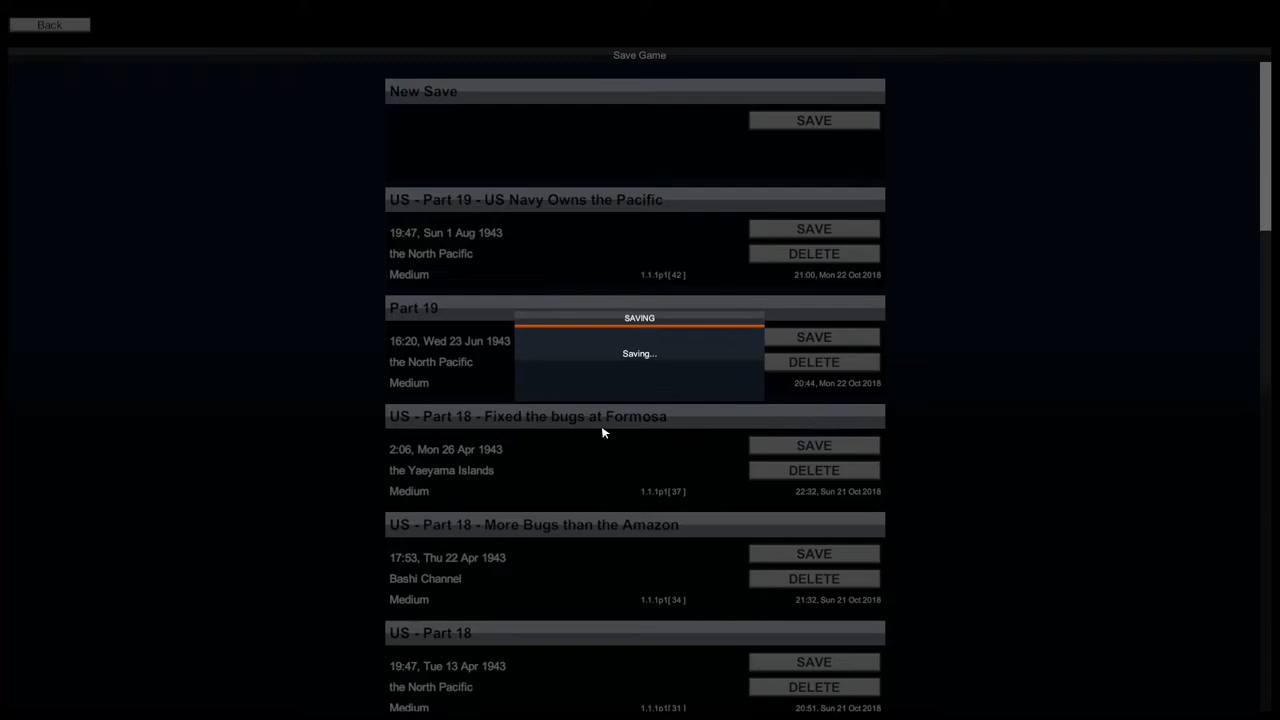 Back
Save Game
New Save
SAVE
US - Part 19 - US Navy Owns the Pacific
19:47, Sun 1 Aug 1943
SAVE
the North Pacific
DELETE
Medium
1.1.1p1[ 42 ]
21:00, Mon 22 Oct 2018
Part 19
SAVING
16:20, Wed 23 Jun 1943
SAVE
Saving...
the North Pacific
DELETE
Medium
20:44, Mon 22 Oct 2018
US - Part 18 - Fixed the bugs at Formosa
2:06, Mon 26 Apr 1943
SAVE
the Yaeyama Islands
DELETE
Medium
1.1.1p1[ 37 ]
22:32, Sun 21 Oct 2018
US - Part 18 - More Bugs than the Amazon
17:53, Thu 22 Apr 1943
SAVE
Bashi Channel
DELETE
Medium
1.1.1p1[ 34 ]
21:32, Sun 21 Oct 2018
US - Part 18
19:47, Tue 13 Apr 1943
SAVE
the North Pacific
DELETE
Medium
1.1.1p1[ 31 ]
20:51, Sun 21 Oct 2018